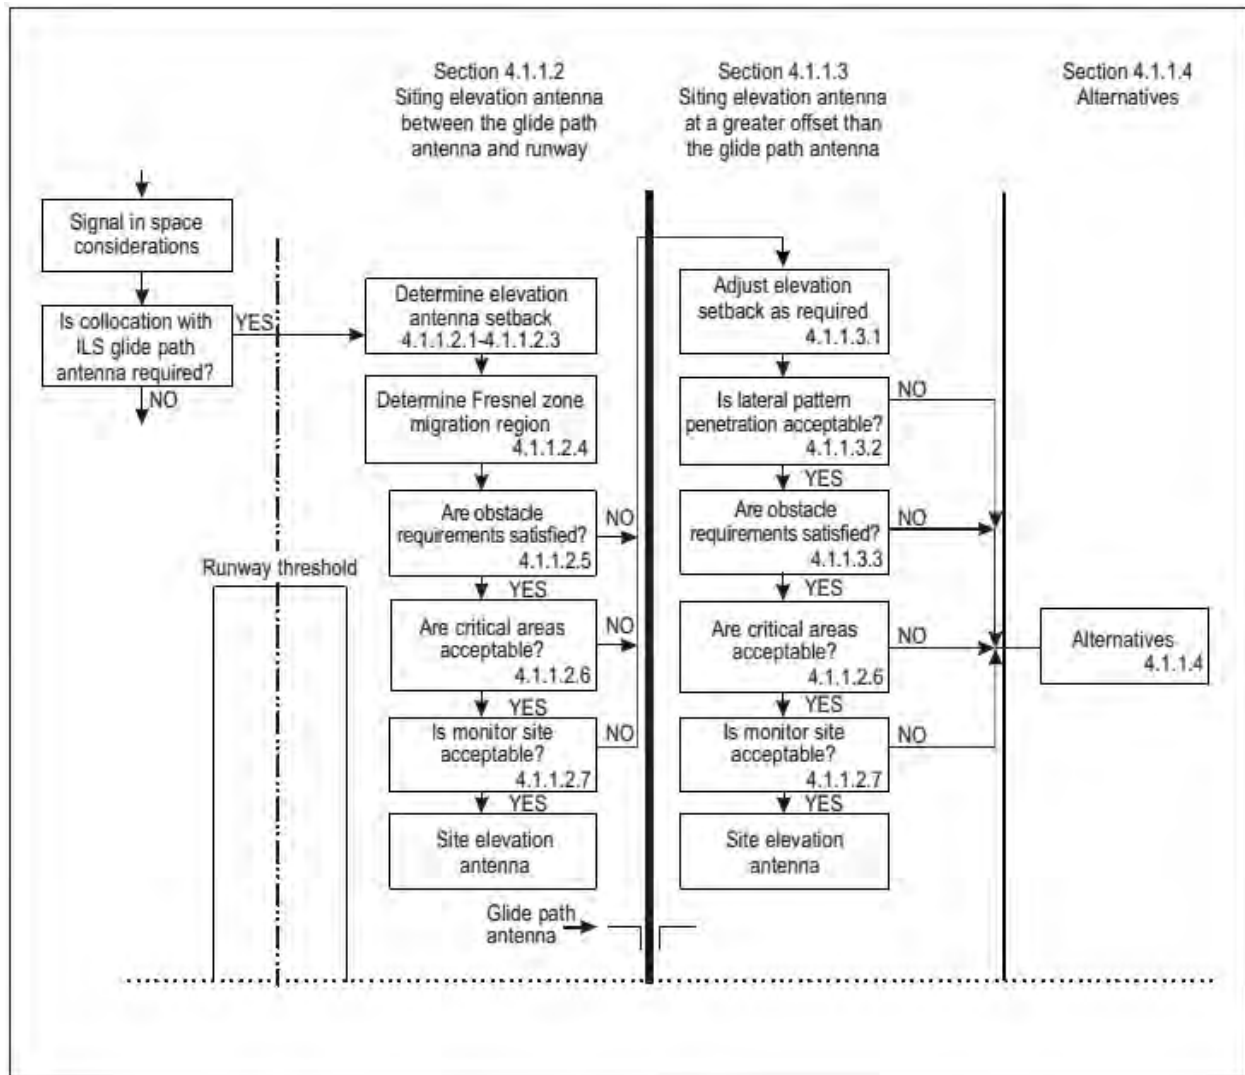 Section 4.1.1.2
Siting elevation antenna
between the glide path
antenna and runway
Section 4.1.1.3
Siting elevation antenna
at a greater offset than
the glide path antenna
Section 4.1.1.4
Alternatives
Signal in space
considerations
Is collocation with
ILS glide path
antenna required?
YES
NO
Determine elevation
antenna setback
4.1.1.2.1-4.1.1.2.3
Determine Fresnel zone
migration region
4.1.1.2.4
Are obstacle
requirements satisfied?
4.1.1.2.5
NO
YES
Are critical areas
acceptable?
4.1.1.2.6
NO
YES
Is monitor site
acceptable?
4.1.1.2.7
NO
YES
Site elevation
antenna
Adjust elevation
setback as required
4.1.1.3.1
Is lateral pattern
penetration acceptable?
4.1.1.3.2
NO
YES
Are obstacle
requirements satisfied?
4.1.1.3.3
NO
YES
Are critical areas
acceptable?
4.1.1.2.6
NO
YES
Is monitor site
acceptable?
4.1.1.2.7
NO
YES
Site elevation
antenna
Alternatives
4.1.1.4
Runway threshold
Glide path
antenna